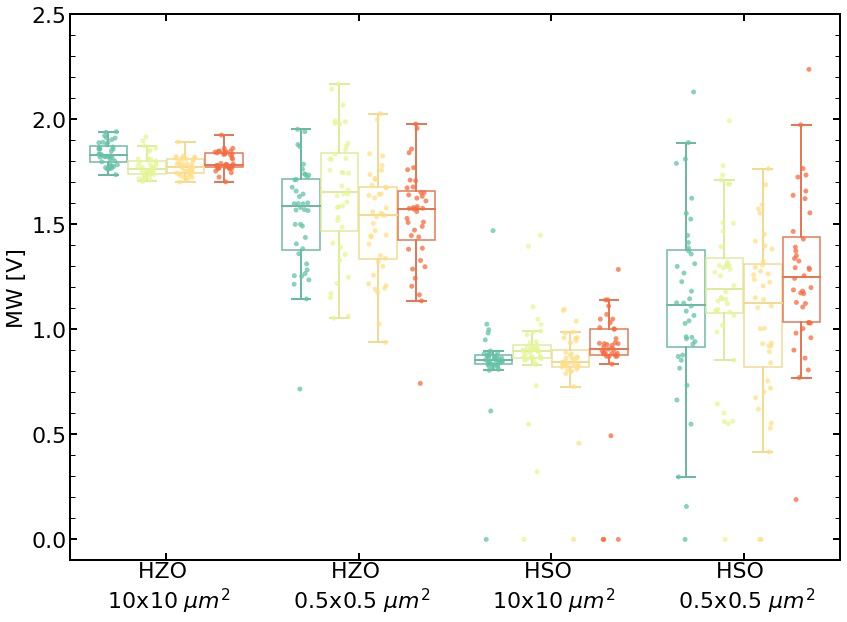 2.5
2.0
1.5
1.0
0.5
0.0
MW [V]
HZO
10x10 μm²
HZO
0.5x0.5 μm²
HSO
10x10 μm²
HSO
0.5x0.5 μm²